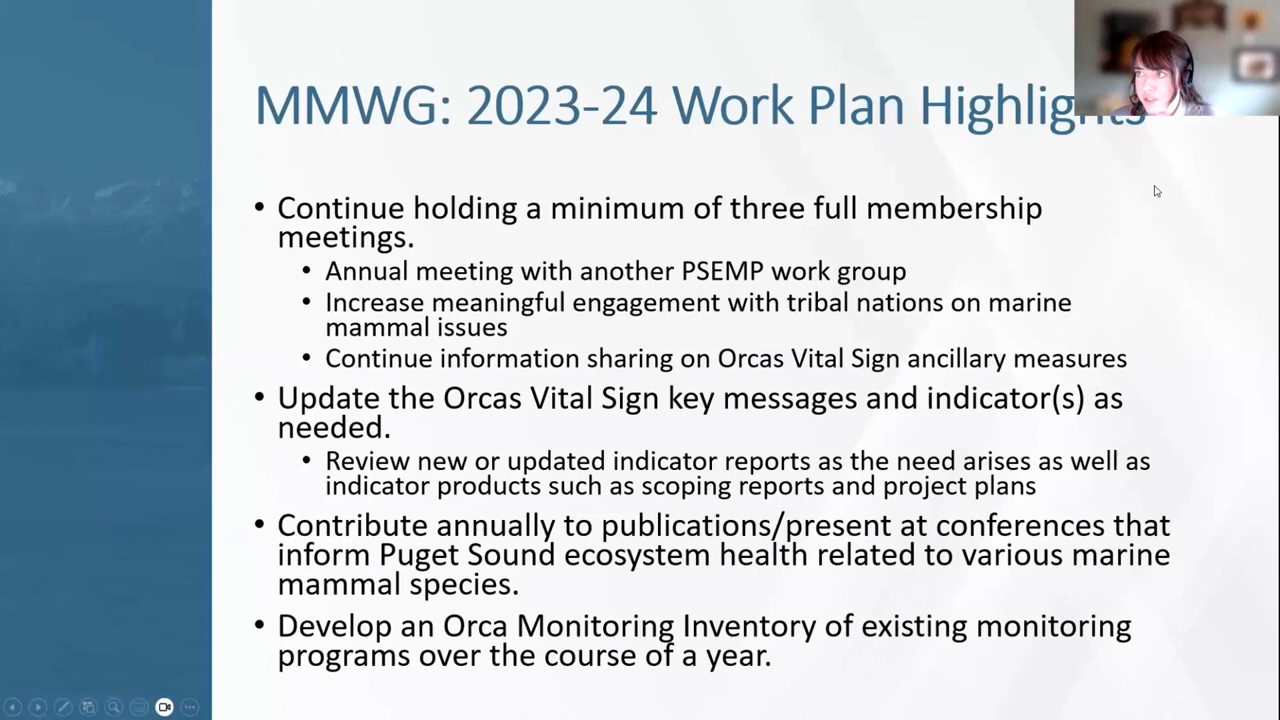 MMWG: 2023-24 Work Plan Highlights
• Continue holding a minimum of three full membership
meetings.
• Annual meeting with another PSEMP work group
• Increase meaningful engagement with tribal nations on marine
mammal issues
• Continue information sharing on Orcas Vital Sign ancillary measures
• Update the Orcas Vital Sign key messages and indicator(s) as
needed.
• Review new or updated indicator reports as the need arises as well as
indicator products such as scoping reports and project plans
• Contribute annually to publications/present at conferences that
inform Puget Sound ecosystem health related to various marine
mammal species.
• Develop an Orca Monitoring Inventory of existing monitoring
programs over the course of a year.